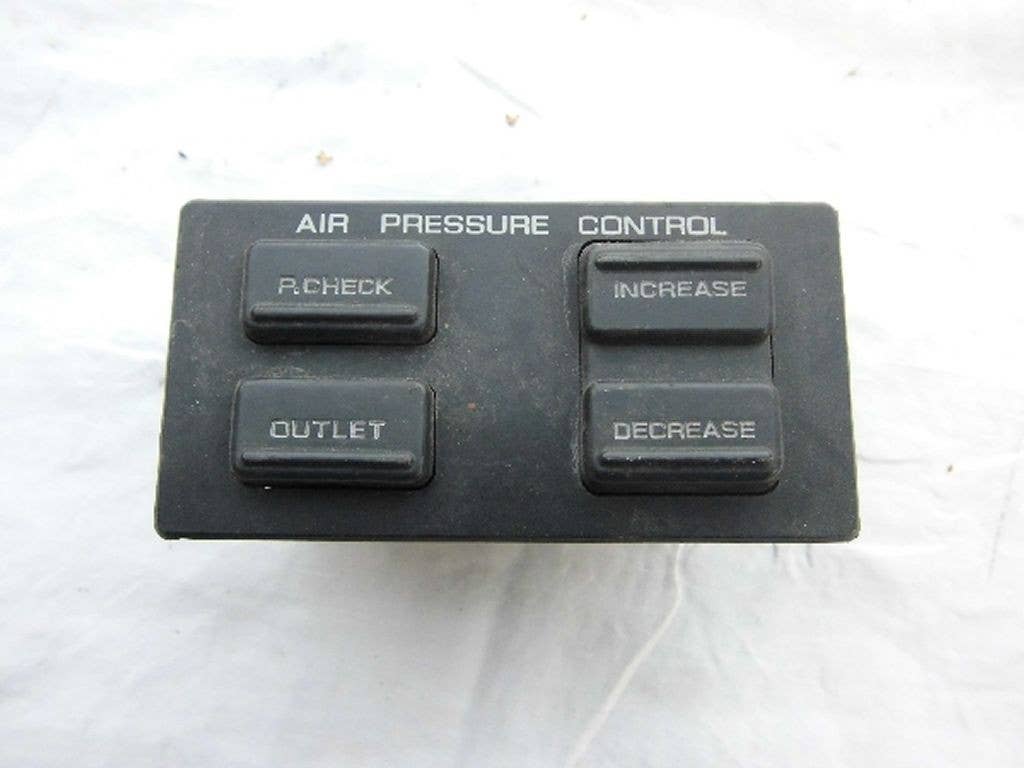 AIR PRESSURE CONTROL
P.CHECK
INCREASE
OUTLET
DECREASE